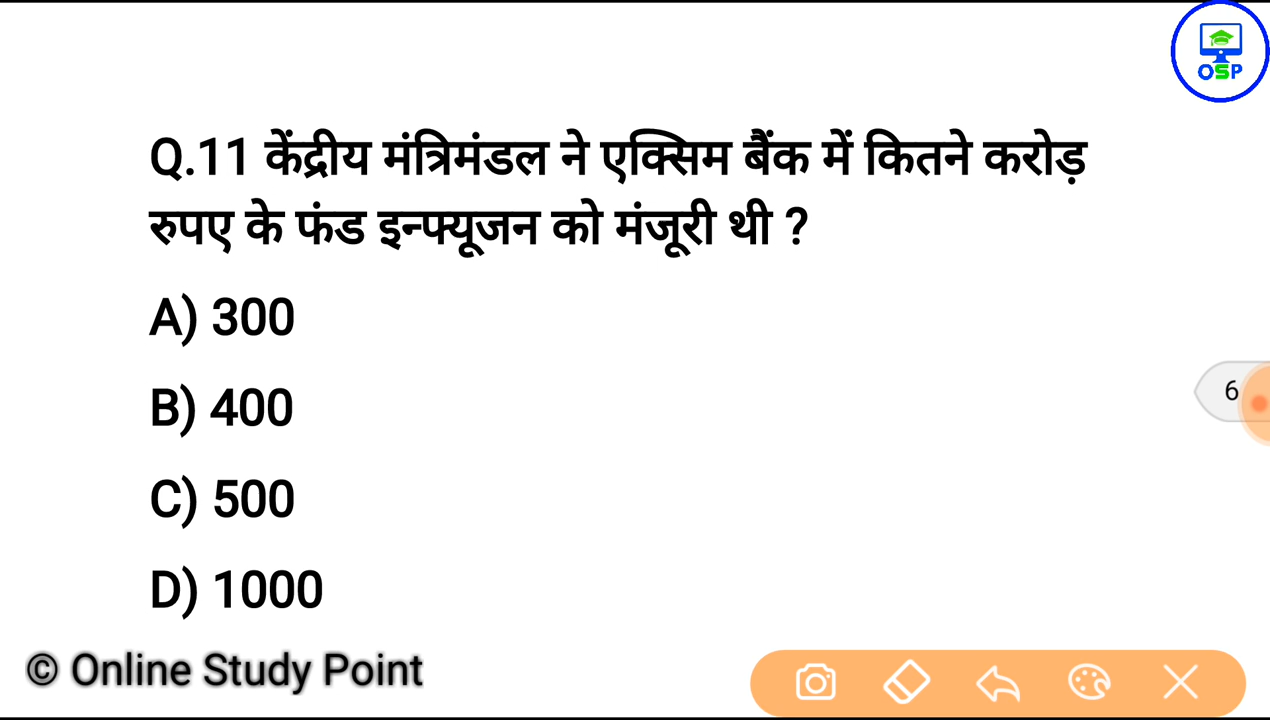 OSP
Q.11 केंद्रीय मंत्रिमंडल ने एक्सिम बैंक में कितने करोड़
रुपए के फंड इन्फ्यूजन को मंजूरी थी ?
A) 300
B) 400
6
C) 500
D) 1000
© Online Study Point